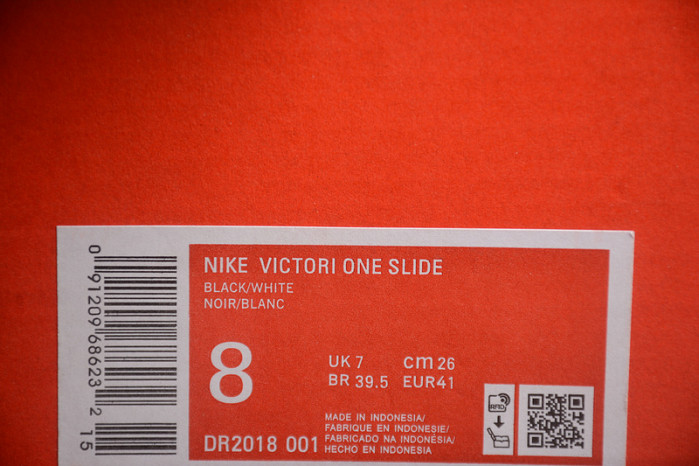 NIKE VICTORI ONE SLIDE
BLACK/WHITE
NOIR/BLANC
8
UK 7 cm 26
BR 39.5 EUR 41
MADE IN INDONESIA/
FABRIQUE EN INDONESIE/
FABRICADO NA INDONÉSIA/
HECHO EN INDONESIA
DR2018 001
RFID
0 91209 68623 2 15